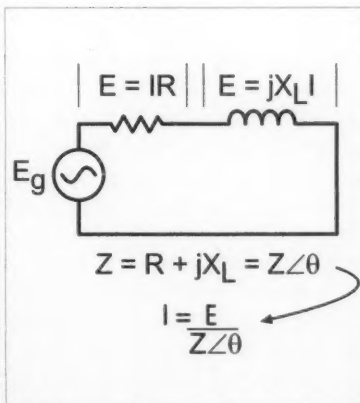 E = IR E = jX_L I
E_g
Z = R + jX_L = Z∠θ
I = E
Z∠θ